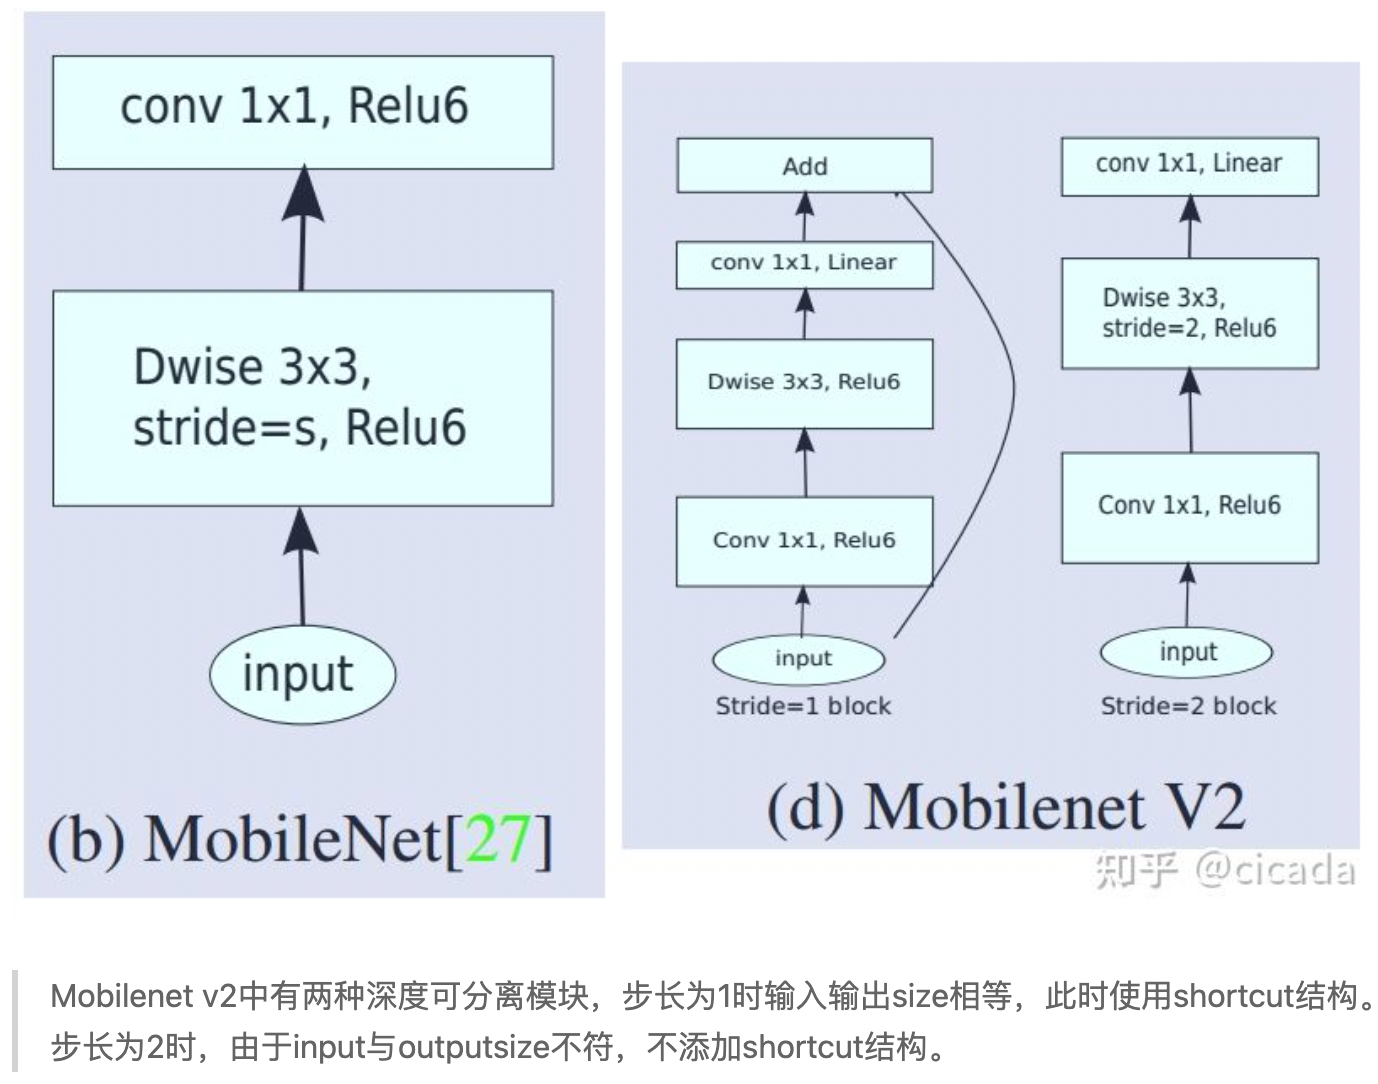 conv 1x1, Relu6
Dwise 3x3,
stride=s, Relu6
input
(b) MobileNet[27]
Add
conv 1x1, Linear
Dwise 3x3, Relu6
Conv 1x1, Relu6
input
Stride=1 block
conv 1x1, Linear
Dwise 3x3,
stride=2, Relu6
Conv 1x1, Relu6
input
Stride=2 block
(d) Mobilenet V2
知乎 @cicada
Mobilenet v2中有两种深度可分离模块，步长为1时输入输出size相等，此时使用shortcut结构。
步长为2时，由于input与outputsize不符，不添加shortcut结构。